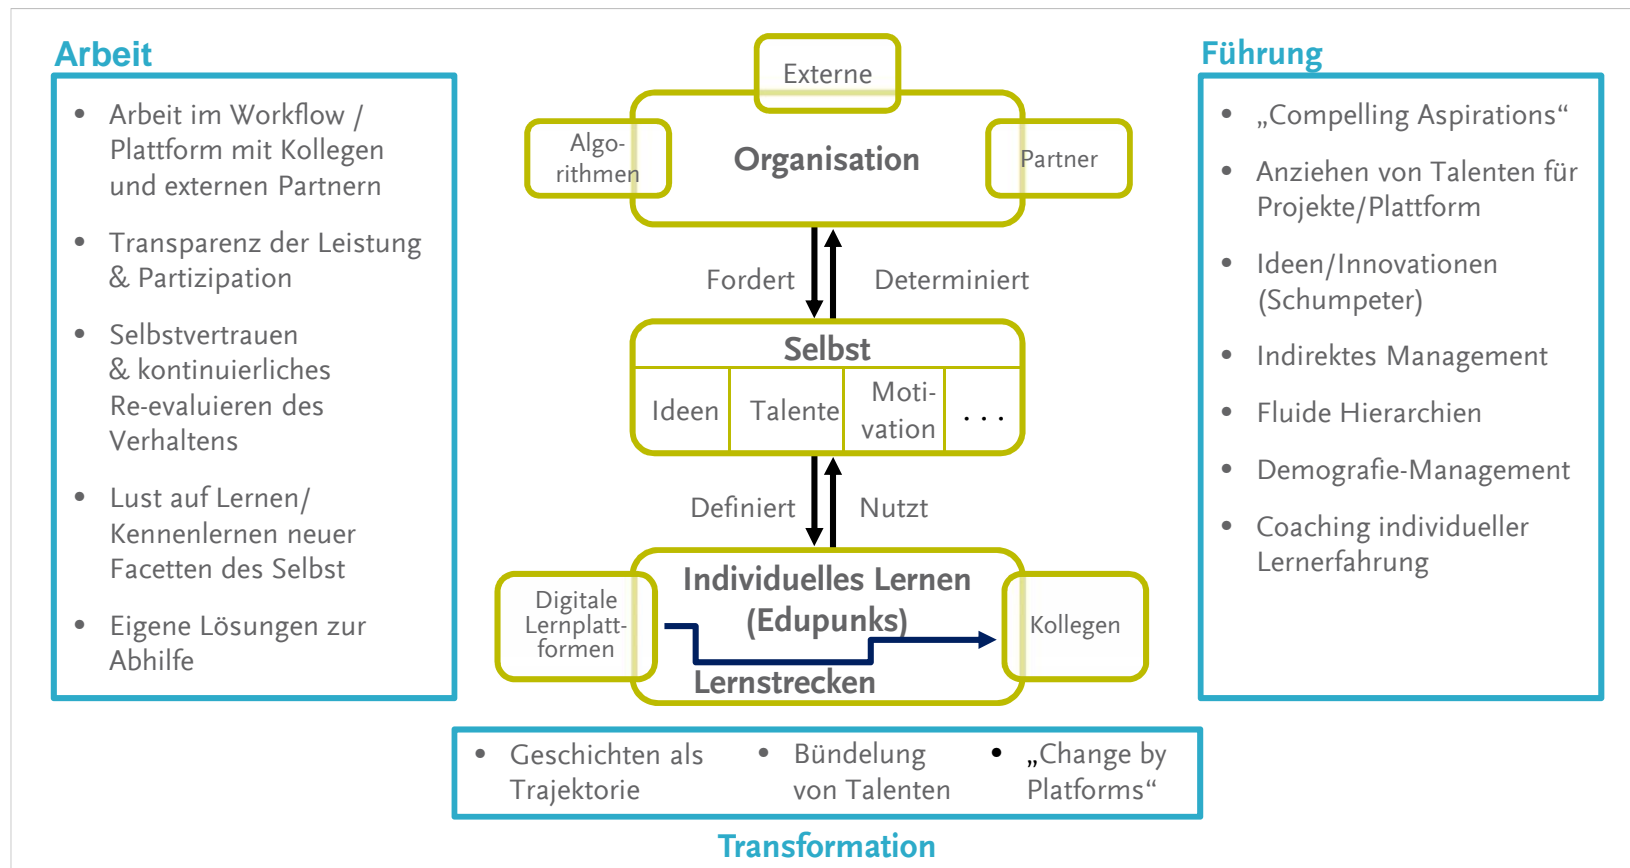 Arbeit
• Arbeit im Workflow /
Plattform mit Kollegen
und externen Partnern
• Transparenz der Leistung
& Partizipation
• Selbstvertrauen
& kontinuierliches
Re-evaluieren des
Verhaltens
• Lust auf Lernen/
Kennenlernen neuer
Facetten des Selbst
• Eigene Lösungen zur
Abhilfe
Externe
Algo-
rithmen
Organisation
Partner
Fordert
Determiniert
Selbst
Ideen
Talente
Moti-
vation
. . .
Definiert
Nutzt
Individuelles Lernen
(Edupunks)
Digitale
Lernplatt-
formen
Kollegen
Lernstrecken
Führung
• „Compelling Aspirations“
• Anziehen von Talenten für
Projekte/Plattform
• Ideen/Innovationen
(Schumpeter)
• Indirektes Management
• Fluide Hierarchien
• Demografie-Management
• Coaching individueller
Lernerfahrung
• Geschichten als
Trajektorie
• Bündelung
von Talenten
• „Change by
Platforms“
Transformation